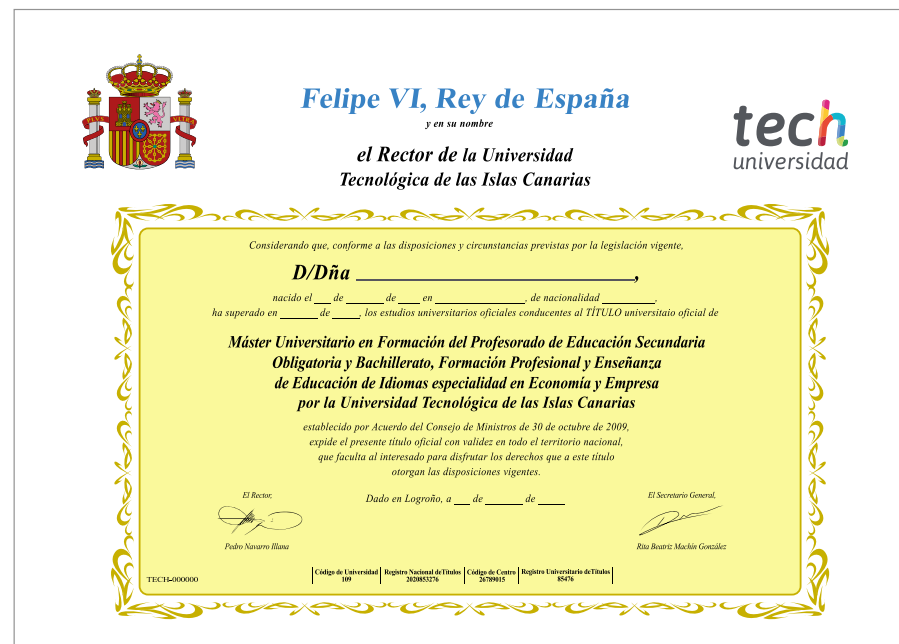 Felipe VI, Rey de España
y en su nombre
el Rector de la Universidad
Tecnológica de las Islas Canarias
PLVS VLTRA
tech
universidad
Considerando que, conforme a las disposiciones y circunstancias previstas por la legislación vigente,
D/Dña ,
nacido el de de en , de nacionalidad ,
ha superado en de , los estudios universitarios oficiales conducentes al TÍTULO universitaio oficial de
Máster Universitario en Formación del Profesorado de Educación Secundaria
Obligatoria y Bachillerato, Formación Profesional y Enseñanza
de Educación de Idiomas especialidad en Economía y Empresa
por la Universidad Tecnológica de las Islas Canarias
establecido por Acuerdo del Consejo de Ministros de 30 de octubre de 2009,
expide el presente título oficial con validez en todo el territorio nacional,
que faculta al interesado para disfrutar los derechos que a este título
otorgan las disposiciones vigentes.
Dado en Logroño, a de de
El Rector,
Pedro Navarro Illana
El Secretario General,
Rita Beatriz Machín González
TECH-000000
Código de Universidad
109
Registro Nacional deTítulos
2020853276
Código de Centro
26789015
Registro Universitario deTítulos
85476